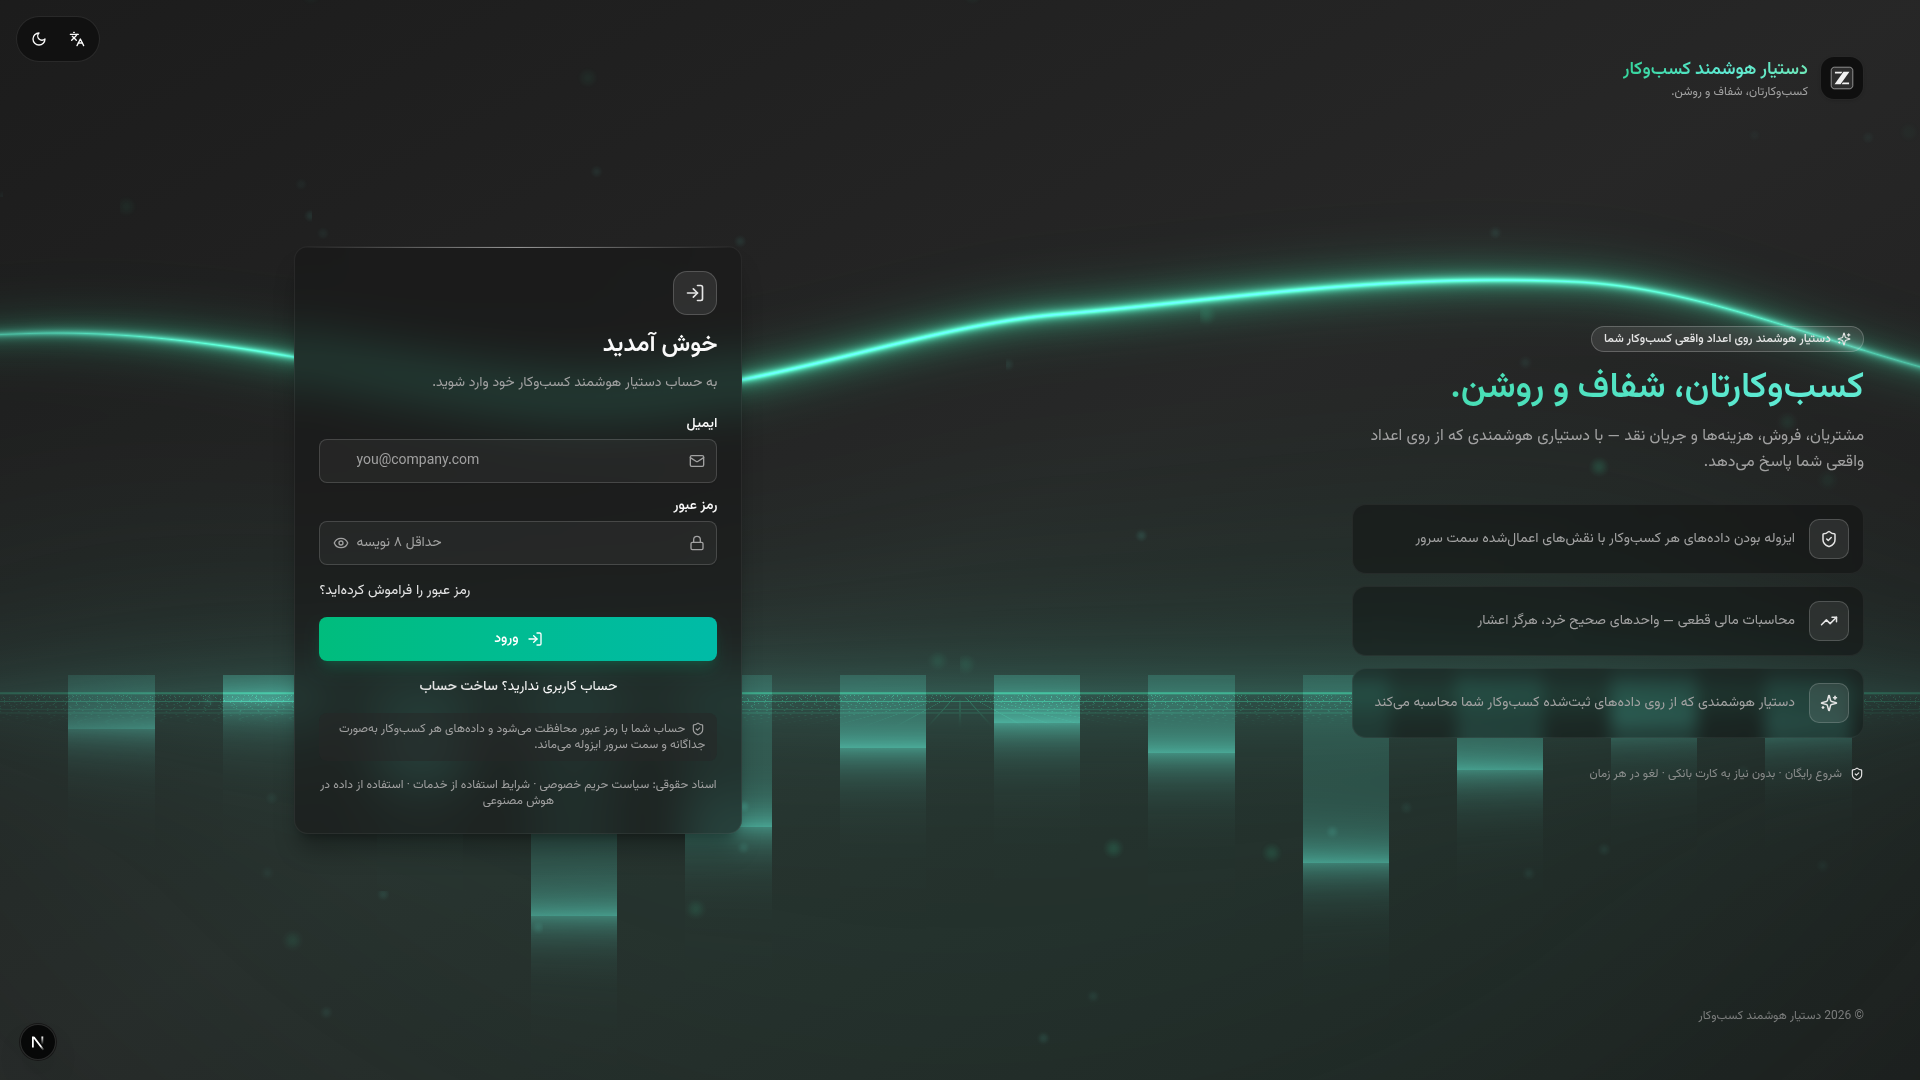 دستیار هوشمند کسب‌وکار
کسب‌وکارتان، شفاف و روشن.
دستیار هوشمند روی اعداد واقعی کسب‌وکار شما
کسب‌وکارتان، شفاف و روشن.
مشتریان، فروش، هزینه‌ها و جریان نقد — با دستیاری هوشمندی که از روی اعداد
واقعی شما پاسخ می‌دهد.
ایزوله بودن داده‌های هر کسب‌وکار با نقش‌های اعمال‌شده سمت سرور
محاسبات مالی قطعی — واحدهای صحیح خرد، هرگز اعشار
دستیار هوشمندی که از روی داده‌های ثبت‌شده کسب‌وکار شما محاسبه می‌کند
شروع رایگان · بدون نیاز به کارت بانکی · لغو در هر زمان
© 2026 دستیار هوشمند کسب‌وکار
خوش آمدید
به حساب دستیار هوشمند کسب‌وکار خود وارد شوید.
ایمیل
you@company.com
رمز عبور
حداقل ۸ نویسه
رمز عبور را فراموش کرده‌اید؟
ورود
حساب کاربری ندارید؟ ساخت حساب
حساب شما با رمز عبور محافظت می‌شود و داده‌های هر کسب‌وکار به‌صورت
جداگانه و سمت سرور ایزوله می‌ماند.
اسناد حقوقی: سیاست حریم خصوصی · شرایط استفاده از خدمات · استفاده از داده در
هوش مصنوعی